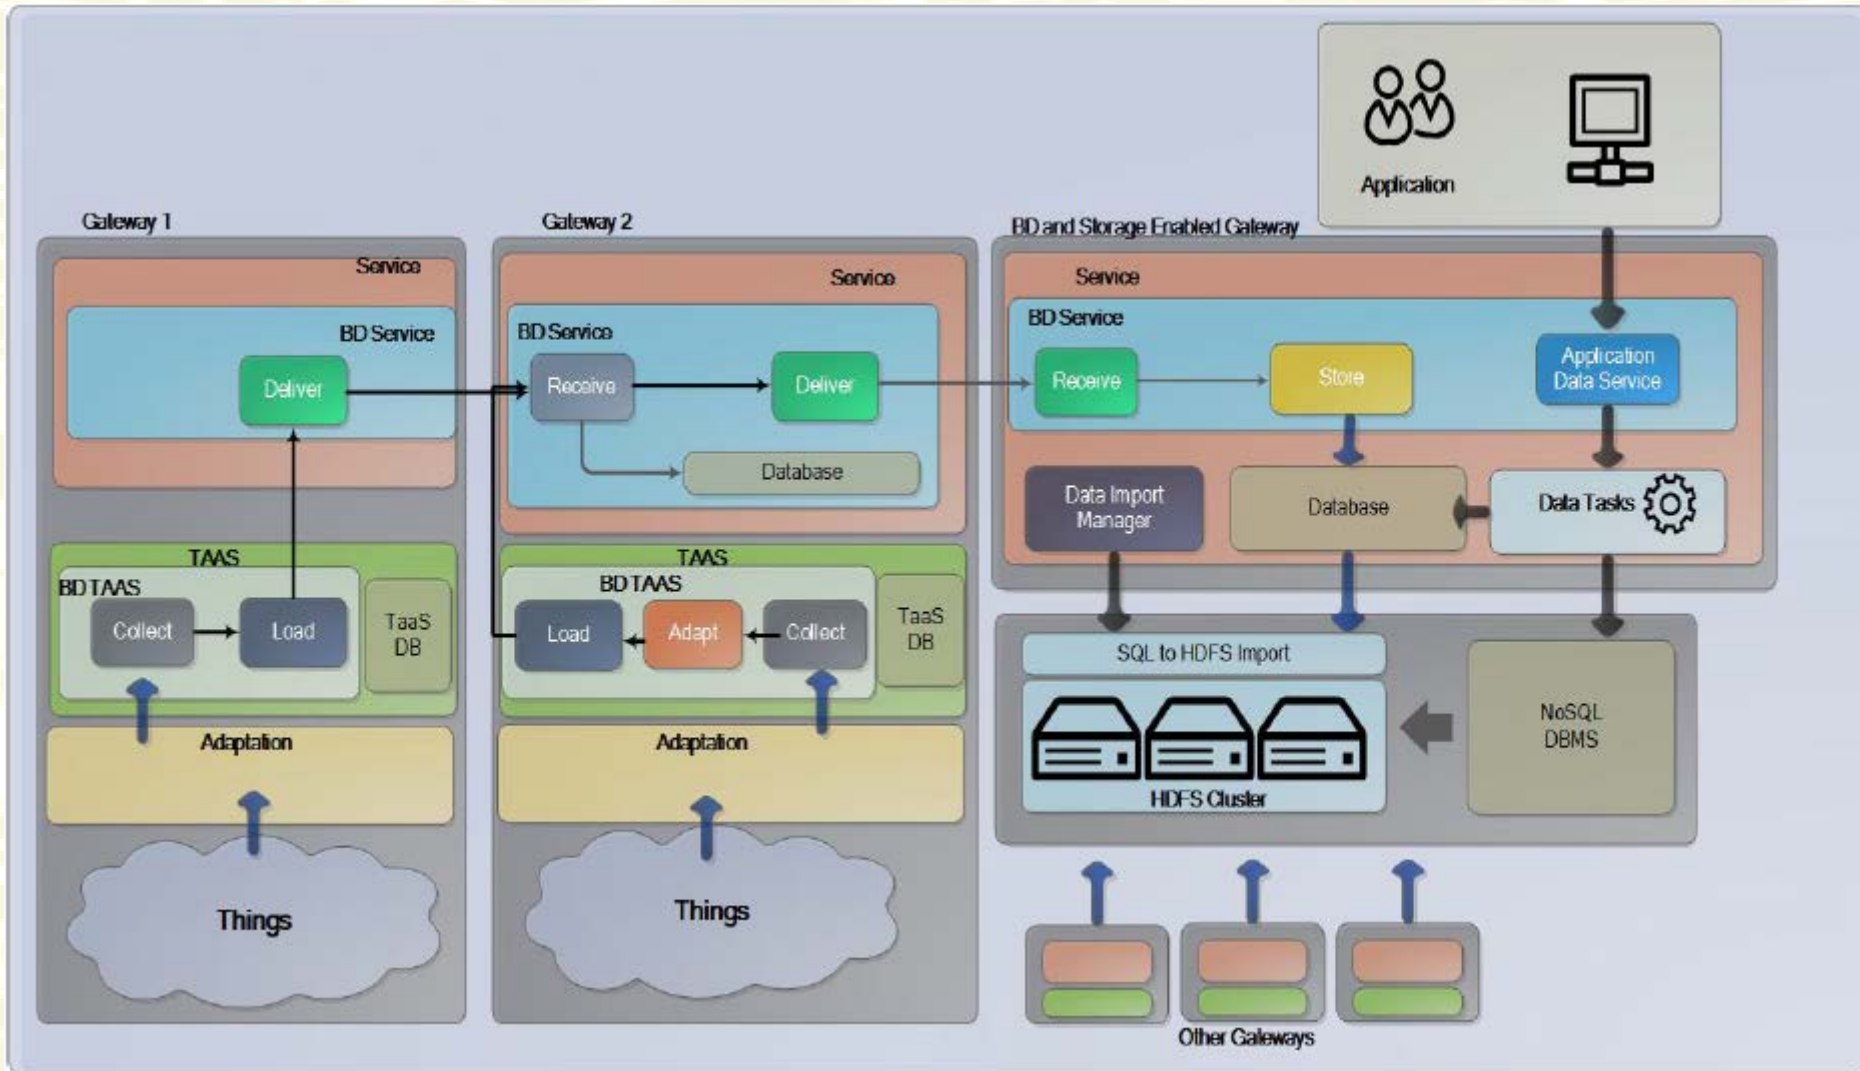 Application
Gateway 1
Service
BD Service
Deliver
TAAS
BD TAAS
Collect
Load
TaaS
DB
Adaptation
Things
Gateway 2
Service
BD Service
Receive
Deliver
Database
TAAS
BD TAAS
Load
Adapt
Collect
TaaS
DB
Adaptation
Things
BD and Storage Enabled Gateway
Service
BD Service
Receive
Store
Application
Data Service
Data Import
Manager
Database
Data Tasks
SQL to HDFS Import
HDFS Cluster
NoSQL
DBMS
Other Gateways